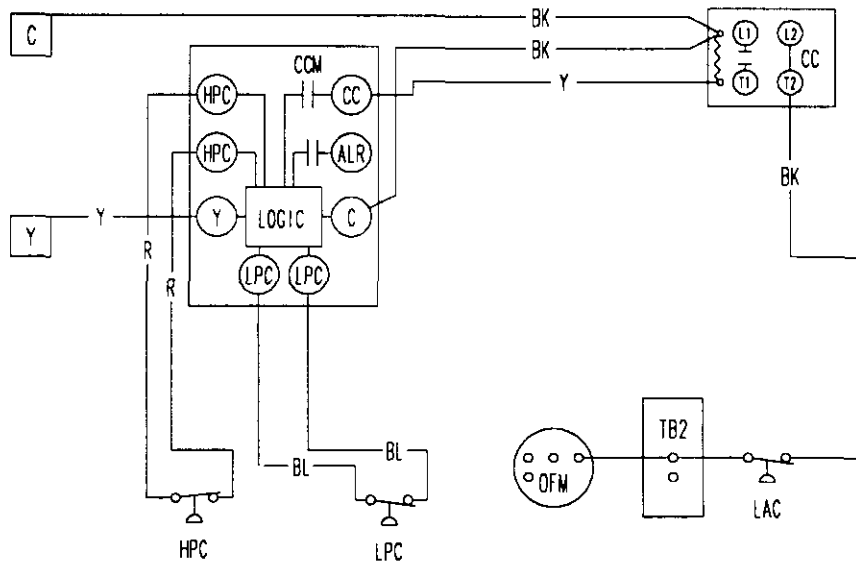 BK
C
L1 L2
BK
CCM
CC
HPC CC
Y
T1 T2
HPC ALR
BK
Y
Y LOGIC C
Y
R
LPC LPC
R
TB2
BL
BL
OFM
LAC
HPC
LPC